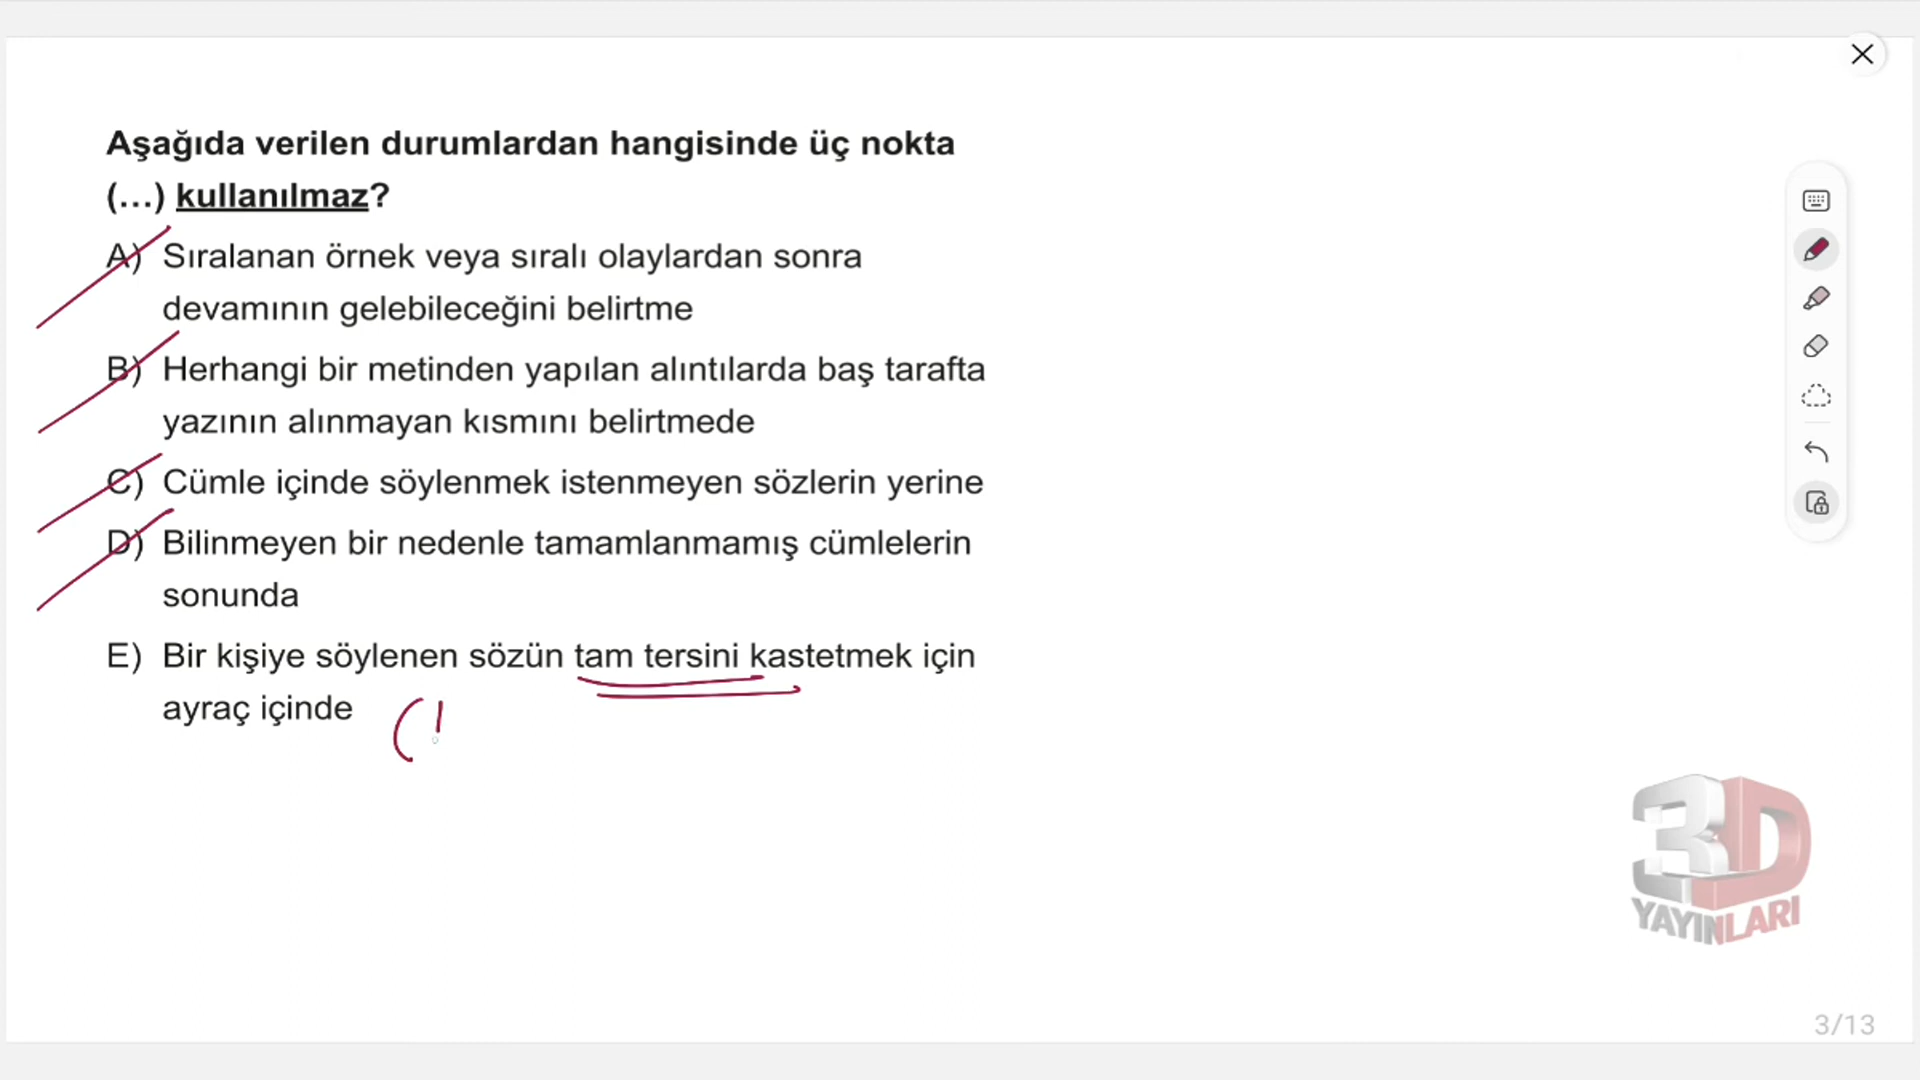 Aşağıda verilen durumlardan hangisinde üç nokta
(...) kullanılmaz?
A) Sıralanan örnek veya sıralı olaylardan sonra
devamının gelebileceğini belirtme
B) Herhangi bir metinden yapılan alıntılarda baş tarafta
yazının alınmayan kısmını belirtmede
C) Cümle içinde söylenmek istenmeyen sözlerin yerine
D) Bilinmeyen bir nedenle tamamlanmamış cümlelerin
sonunda
E) Bir kişiye söylenen sözün tam tersini kastetmek için
ayraç içinde (!
3D
YAYINLARI
3/13